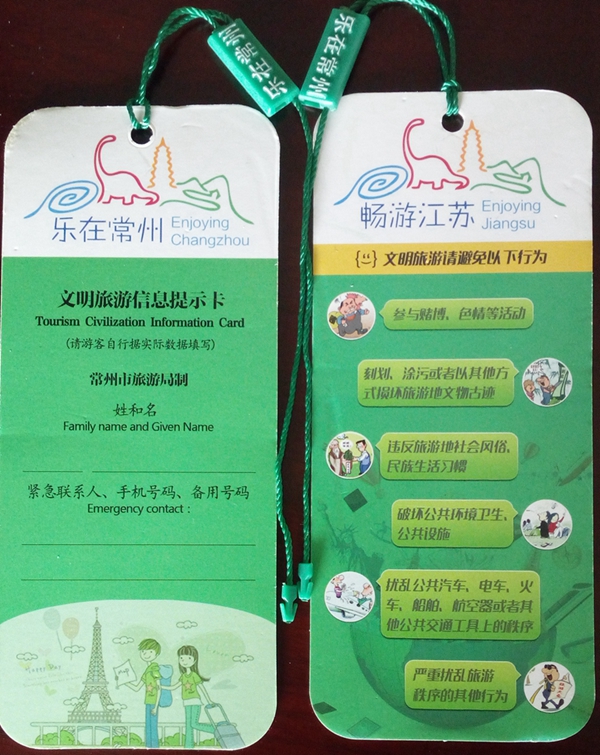 乐在常州
乐在常州
乐在常州 Enjoying
Changzhou
文明旅游信息提示卡
Tourism Civilization Information Card
(请游客自行据实际数据填写)
常州市旅游局制
姓和名
Family name and Given Name
紧急联系人、手机号码、备用号码
Emergency contact :
畅游江苏 Enjoying
Jiangsu
文明旅游请避免以下行为
参与赌博、色情等活动
刻划、涂污或者以其他方
式损坏旅游地文物古迹
违反旅游地社会风俗、
民族生活习惯
破坏公共环境卫生、
公共设施
扰乱公共汽车、电车、火
车、船舶、航空器或者其
他公共交通工具上的秩序
严重扰乱旅游
秩序的其他行为